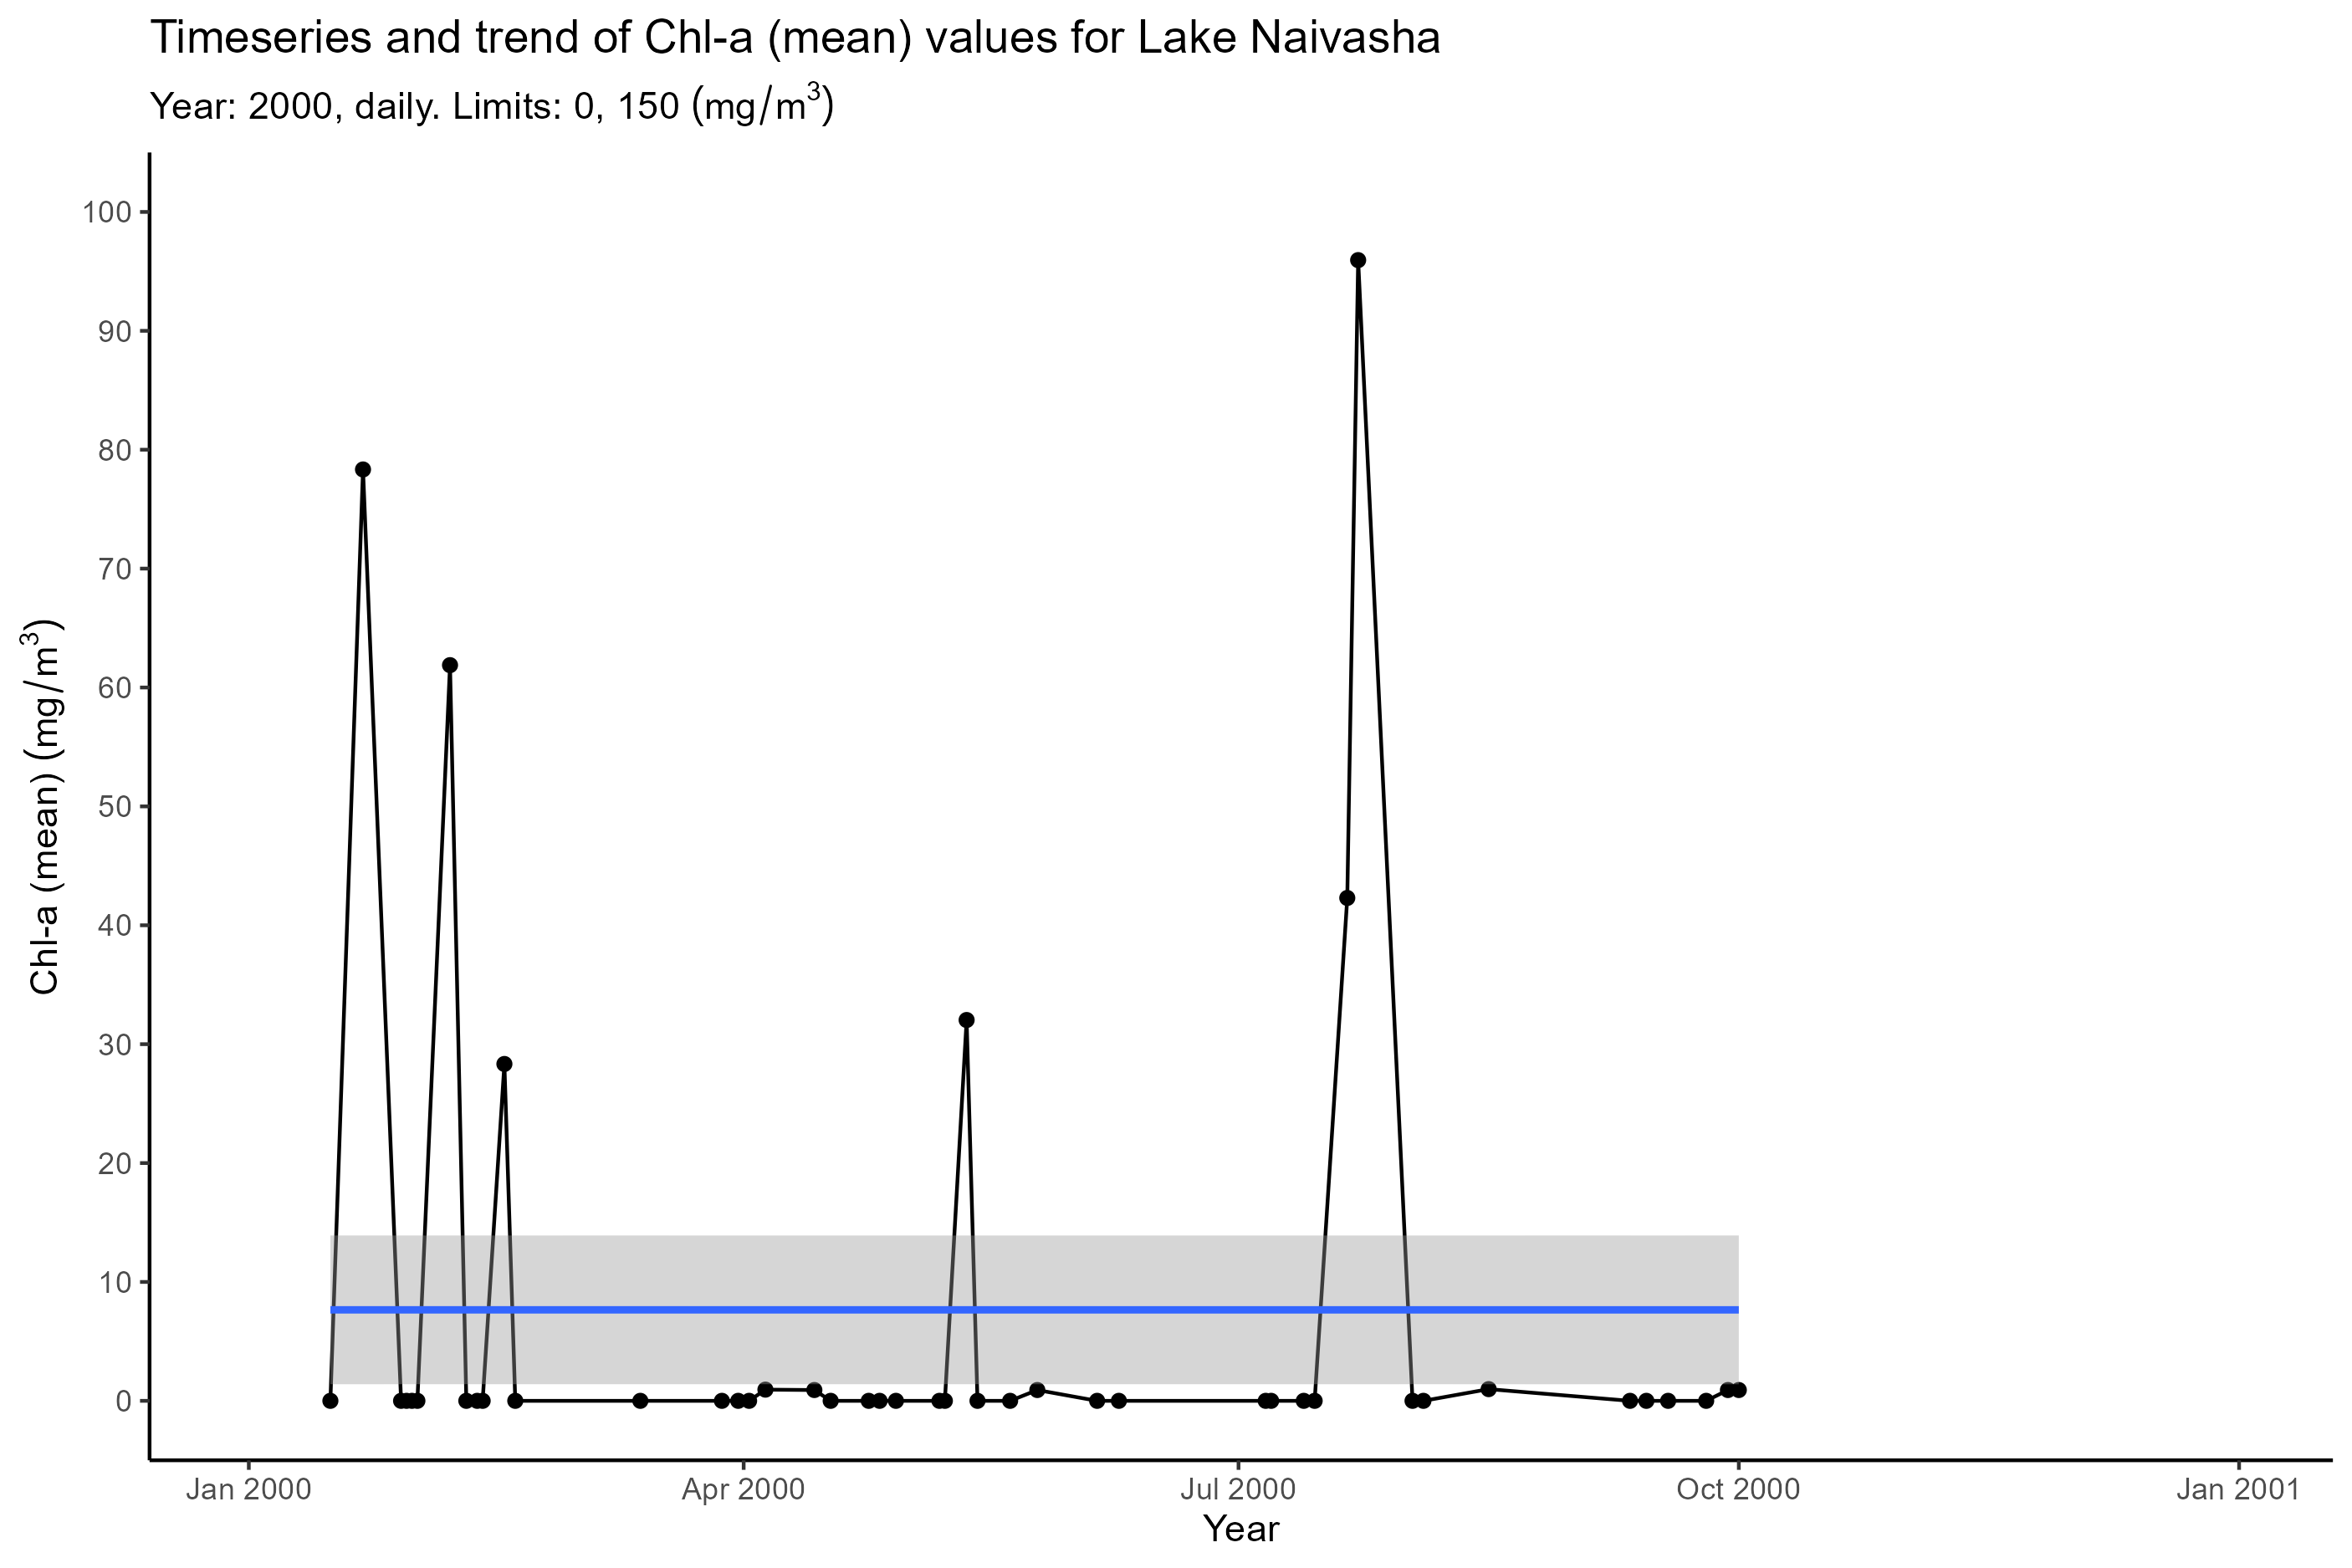 Timeseries and trend of Chl-a (mean) values for Lake Naivasha
Year: 2000, daily. Limits: 0, 150 (mg/m³)
100
90
80
70
60
50
40
30
20
10
0
Chl-a (mean) (mg/m³)
Jan 2000 Apr 2000 Jul 2000 Oct 2000 Jan 2001
Year